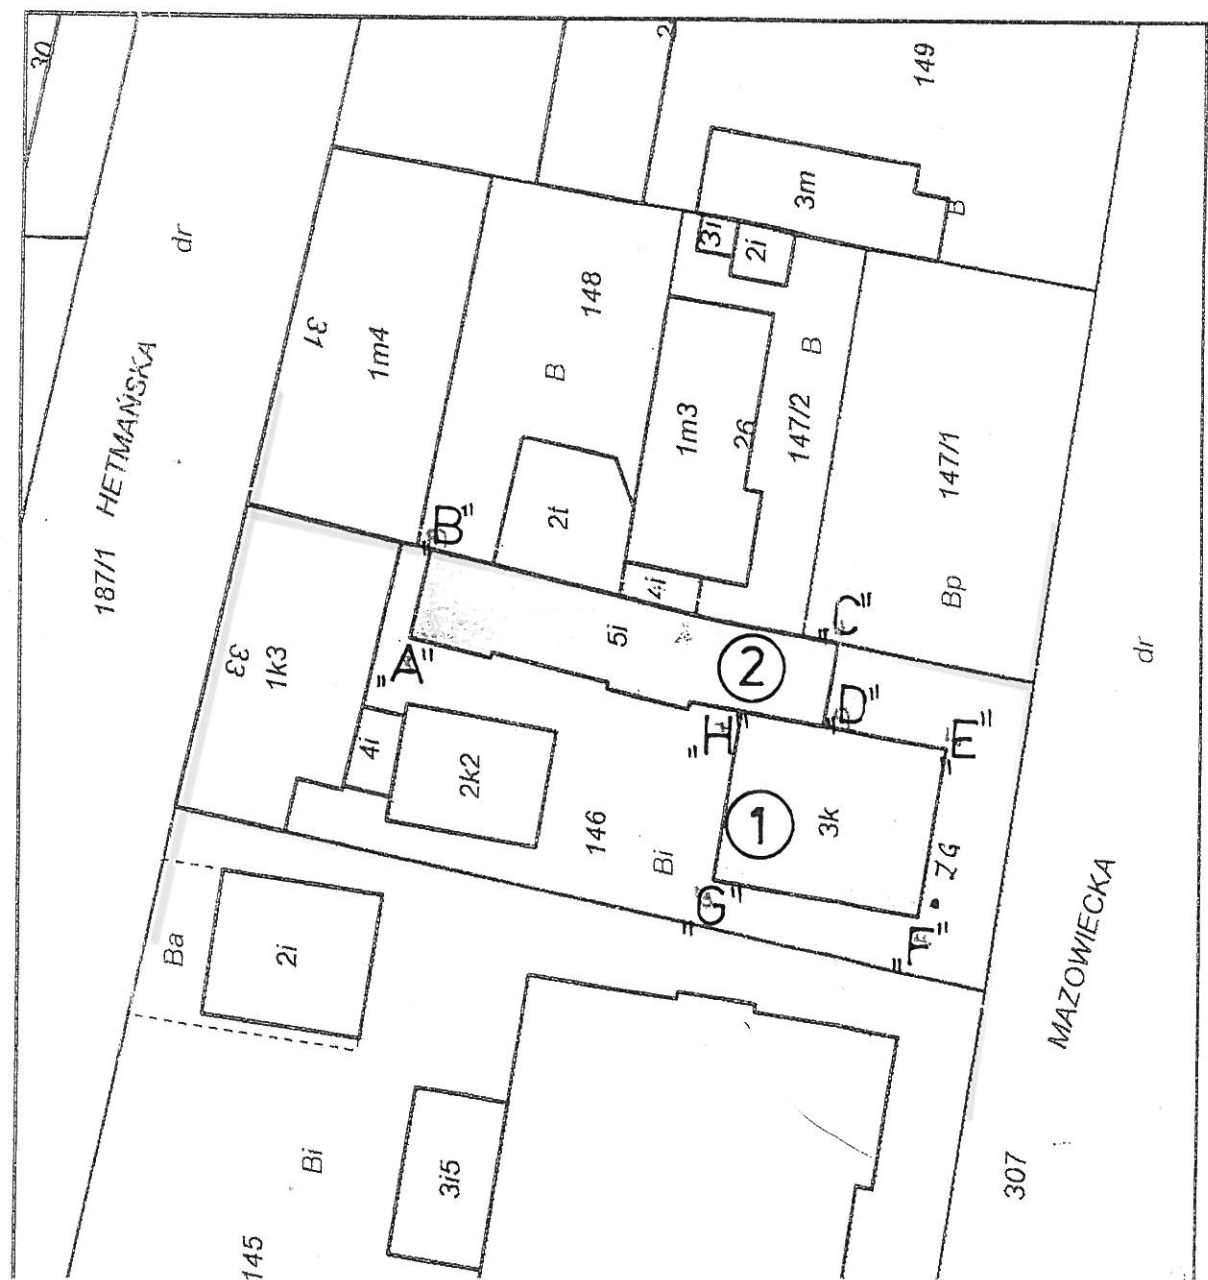 30
2
149
dr
3m
B
3i
2i
31
1m4
148
B
B
187/1 HETMAŃSKA
1m3
26
147/2
147/1
2f
"B"
4i
Bp
"C"
5i
33
1k3
"A"
2
dr
"D"
"H"
"E"
4i
2k2
146
1
3k
Bi
ZG
"G"
"F"
Ba
2i
MAZOWIECKA
Bi
3i5
307
145